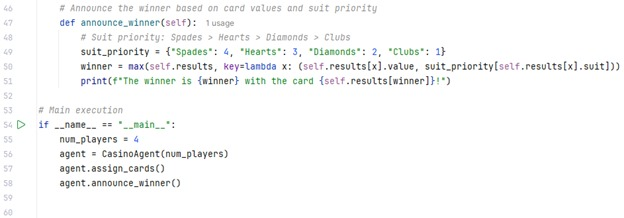 46 # Announce the winner based on card values and suit priority
47 def announce_winner(self): 1 usage
48 # Suit priority: Spades > Hearts > Diamonds > Clubs
49 suit_priority = {"Spades": 4, "Hearts": 3, "Diamonds": 2, "Clubs": 1}
50 winner = max(self.results, key=lambda x: (self.results[x].value, suit_priority[self.results[x].suit]))
51 print(f"The winner is {winner} with the card {self.results[winner]}!")
52
53 # Main execution
54 if __name__ == "__main__":
55 num_players = 4
56 agent = CasinoAgent(num_players)
57 agent.assign_cards()
58 agent.announce_winner()
59
60